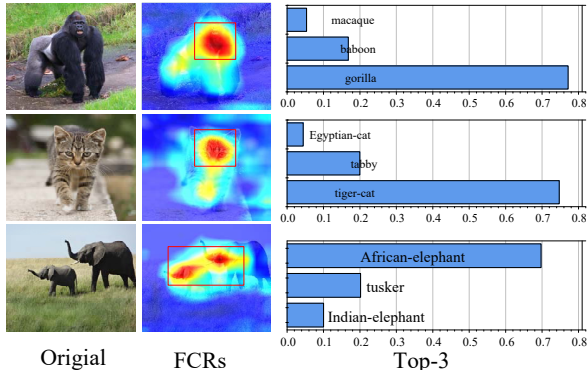 macaque
baboon
gorilla
0.0 0.1 0.2 0.3 0.4 0.5 0.6 0.7 0.8
Egyptian-cat
tabby
tiger-cat
0.0 0.1 0.2 0.3 0.4 0.5 0.6 0.7 0.8
African-elephant
tusker
Indian-elephant
0.0 0.1 0.2 0.3 0.4 0.5 0.6 0.7 0.8
Origial FCRs Top-3